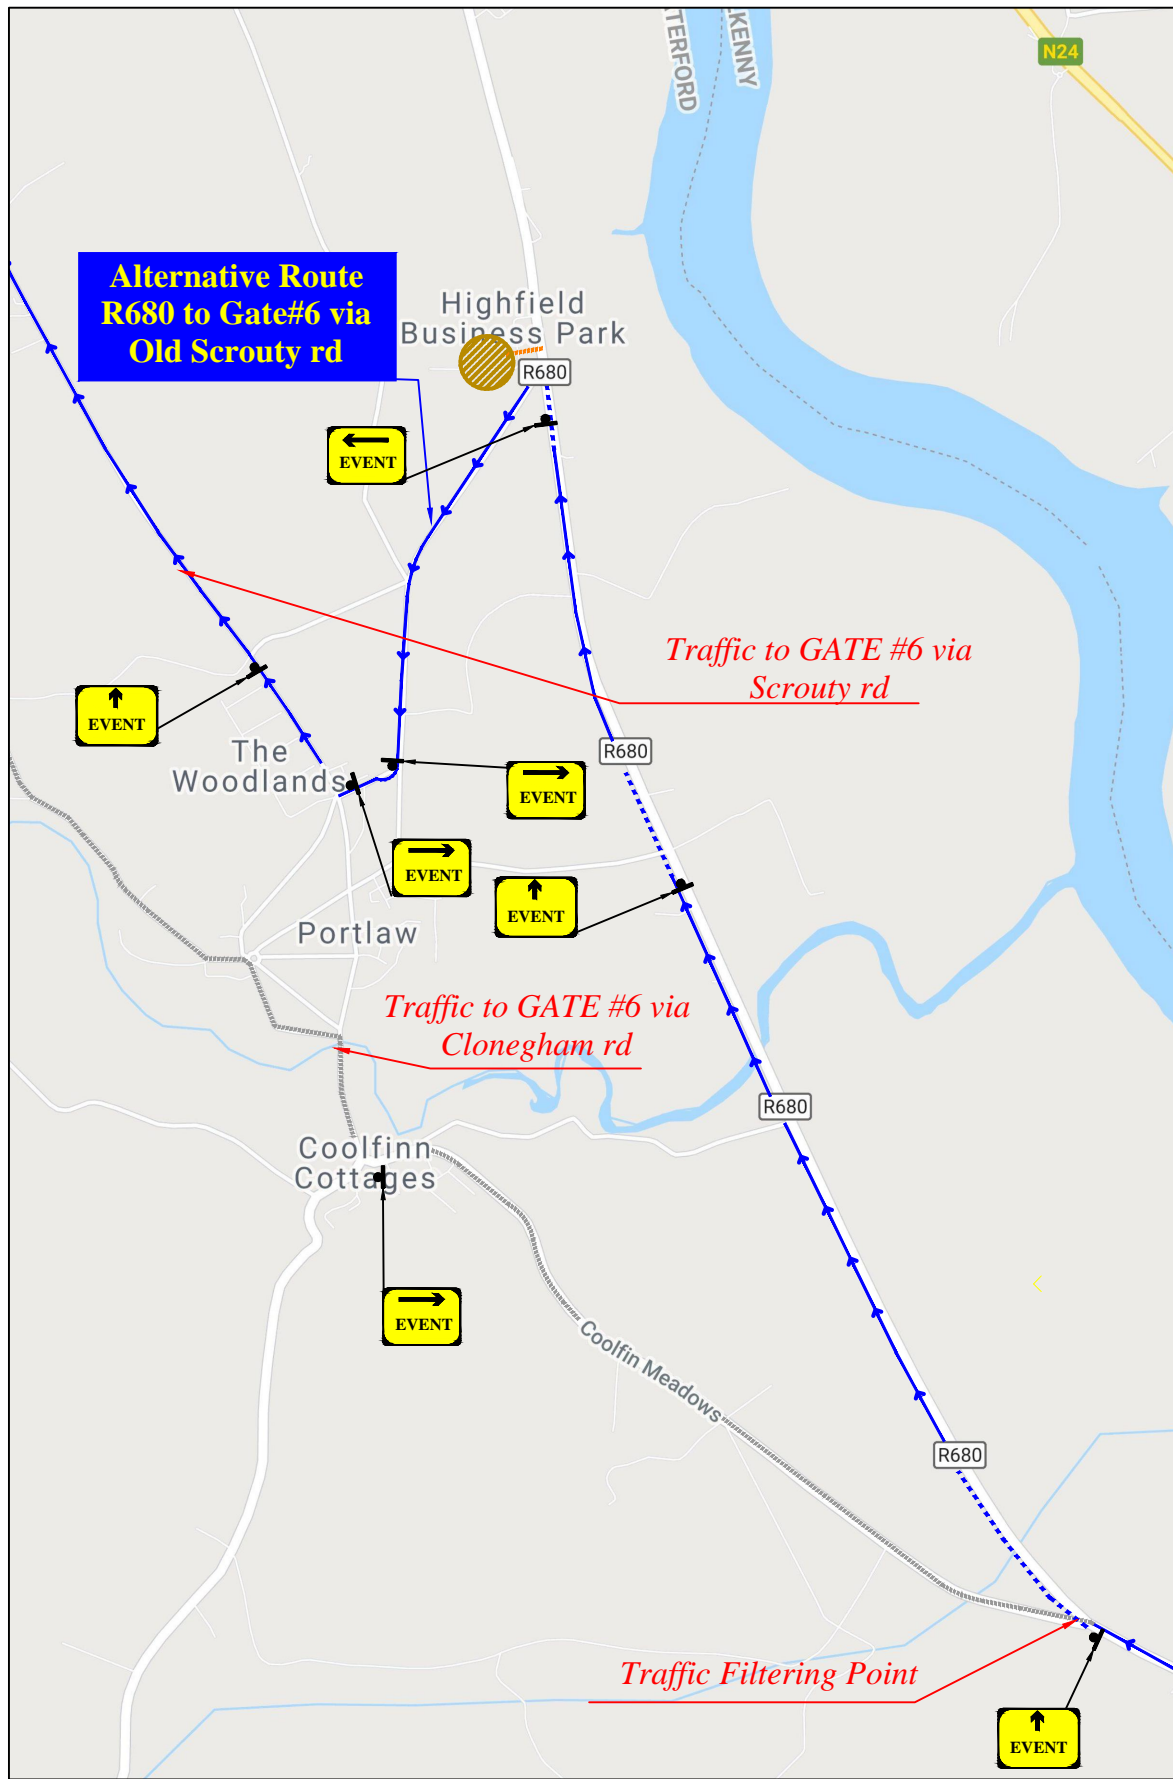 TERFORD
LKENNY
N24
Alternative Route
R680 to Gate#6 via
Old Scrouty rd
Highfield
Business Park
R680
EVENT
Traffic to GATE #6 via
Scrouty rd
EVENT
The
Woodlands
R680
EVENT
EVENT
EVENT
Portlaw
Traffic to GATE #6 via
Clonegham rd
R680
Coolfinn
Cottages
EVENT
Coolfin Meadows
R680
Traffic Filtering Point
EVENT